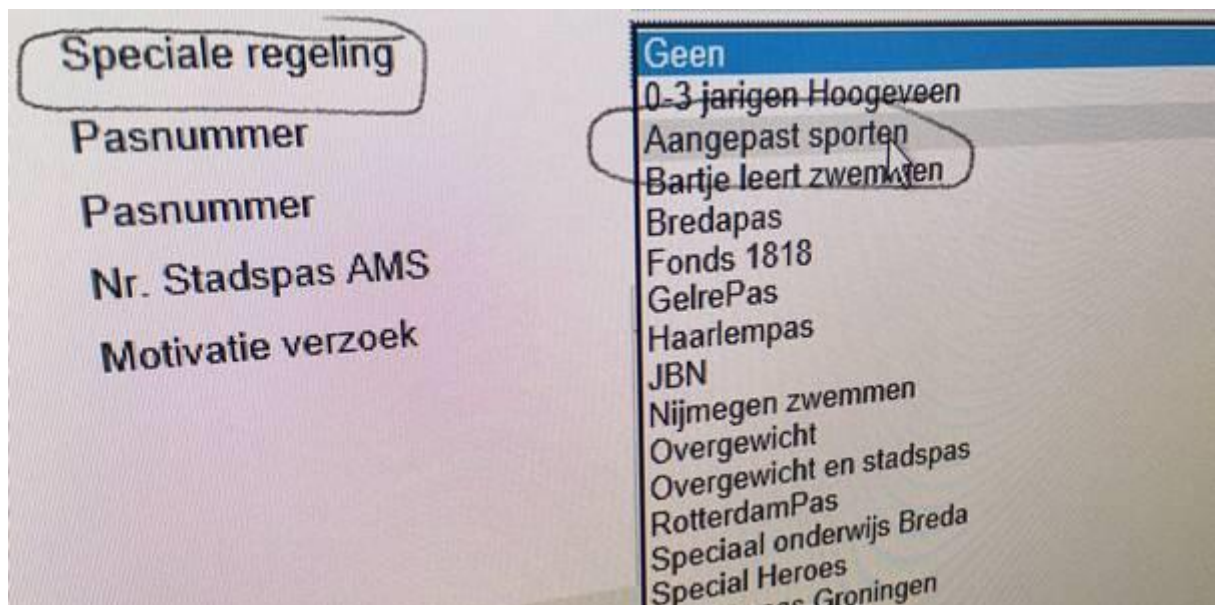 Speciale regeling
Pasnummer
Pasnummer
Nr. Stadspas AMS
Motivatie verzoek
Geen
0-3 jarigen Hoogeveen
Aangepast sporten
Bartje leert zwemmen
Bredapas
Fonds 1818
GelrePas
Haarlempas
JBN
Nijmegen zwemmen
Overgewicht
Overgewicht en stadspas
RotterdamPas
Speciaal onderwijs Breda
Special Heroes
Groningen